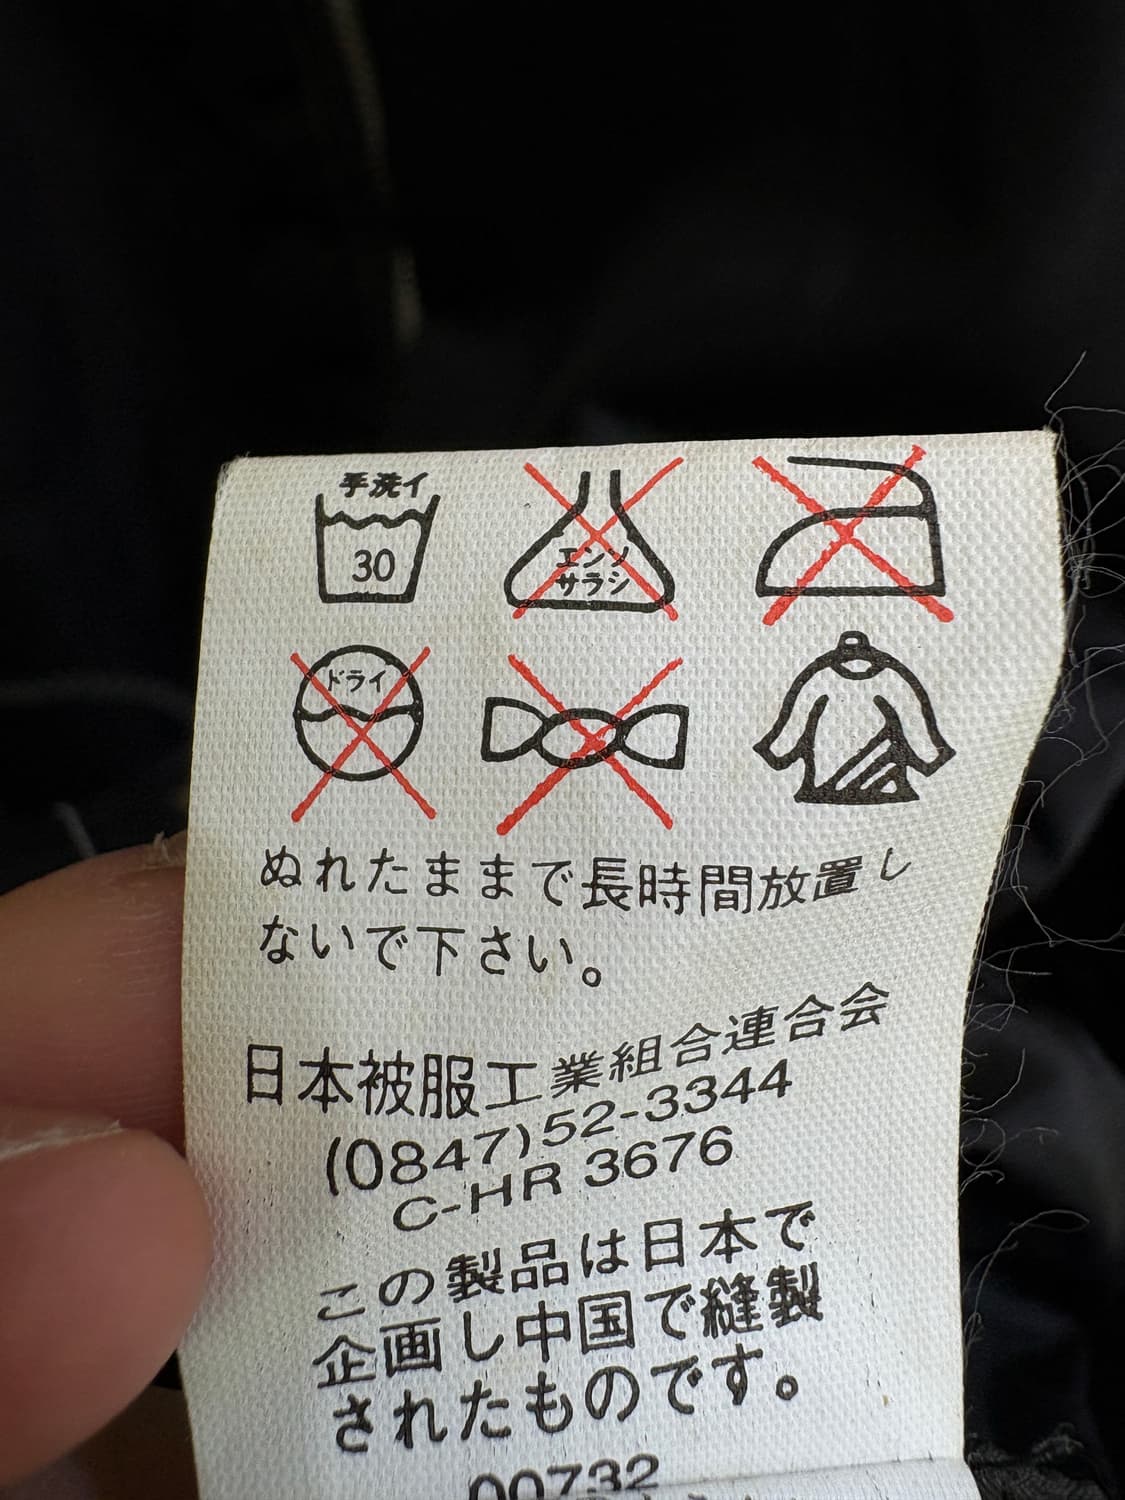 手洗イ
30
エンソ
サラシ
ドライ
ぬれたままで長時間放置し
ないで下さい。
日本被服工業組合連合会
(0847)52-3344
C-HR 3676
この製品は日本で
企画し中国で縫製
されたものです。
00732